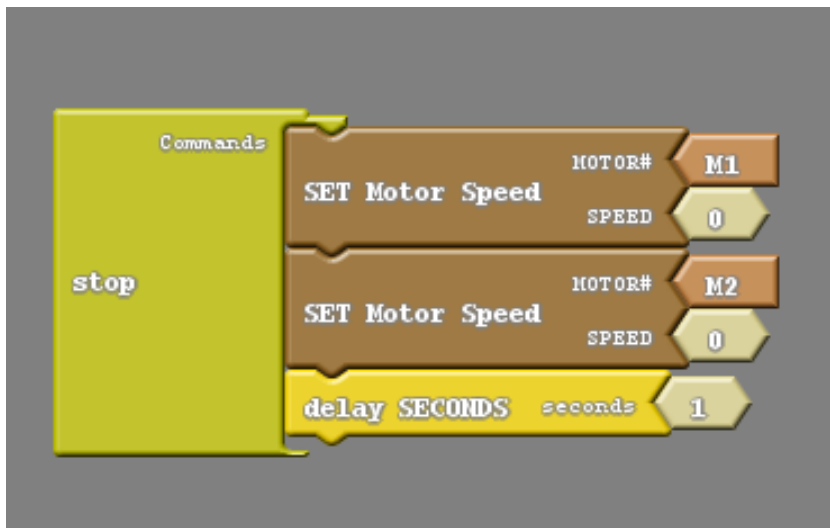 Commands
MOTOR# M1
SET Motor Speed
SPEED 0
stop
MOTOR# M2
SET Motor Speed
SPEED 0
delay SECONDS seconds 1